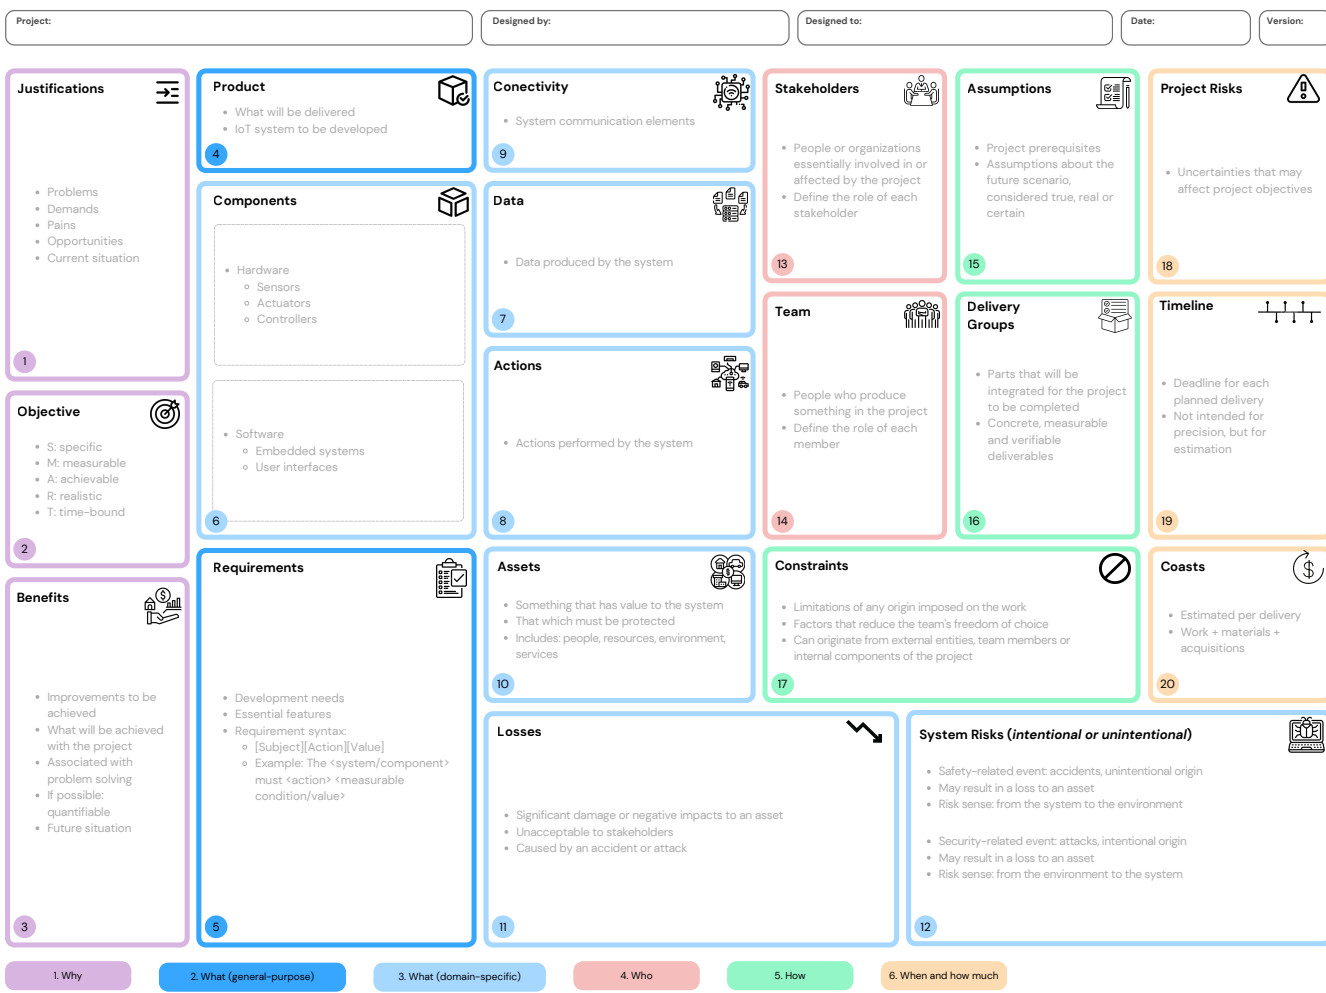 Project:
Designed by:
Designed to:
Date:
Version:
Justifications
Problems
Demands
Pains
Opportunities
Current situation
1
Objective
S: specific
M: measurable
A: achievable
R: realistic
T: time-bound
2
Benefits
Improvements to be
achieved
What will be achieved
with the project
Associated with
problem solving
If possible:
quantifiable
Future situation
3
Product
What will be delivered
IoT system to be developed
4
Components
Hardware
Sensors
Actuators
Controllers
Software
Embedded systems
User interfaces
6
Requirements
Development needs
Essential features
Requirement syntax:
[Subject][Action][Value]
Example: The <system/component>
must <action> <measurable
condition/value>
5
Conectivity
System communication elements
9
Data
Data produced by the system
7
Actions
Actions performed by the system
8
Assets
Something that has value to the system
That which must be protected
Includes: people, resources, environment,
services
10
Losses
Significant damage or negative impacts to an asset
Unacceptable to stakeholders
Caused by an accident or attack
11
Stakeholders
People or organizations
essentially involved in or
affected by the project
Define the role of each
stakeholder
13
Team
People who produce
something in the project
Define the role of each
member
14
Assumptions
Project prerequisites
Assumptions about the
future scenario,
considered true, real or
certain
15
Delivery
Groups
Parts that will be
integrated for the project
to be completed
Concrete, measurable
and verifiable
deliverables
16
Constraints
Limitations of any origin imposed on the work
Factors that reduce the team's freedom of choice
Can originate from external entities, team members or
internal components of the project
17
Project Risks
Uncertainties that may
affect project objectives
18
Timeline
Deadline for each
planned delivery
Not intended for
precision, but for
estimation
19
Coasts
Estimated per delivery
Work + materials +
acquisitions
20
System Risks (intentional or unintentional)
Safety-related event: accidents, unintentional origin
May result in a loss to an asset
Risk sense: from the system to the environment
Security-related event: attacks, intentional origin
May result in a loss to an asset
Risk sense: from the environment to the system
12
1. Why
2. What (general-purpose)
3. What (domain-specific)
4. Who
5. How
6. When and how much